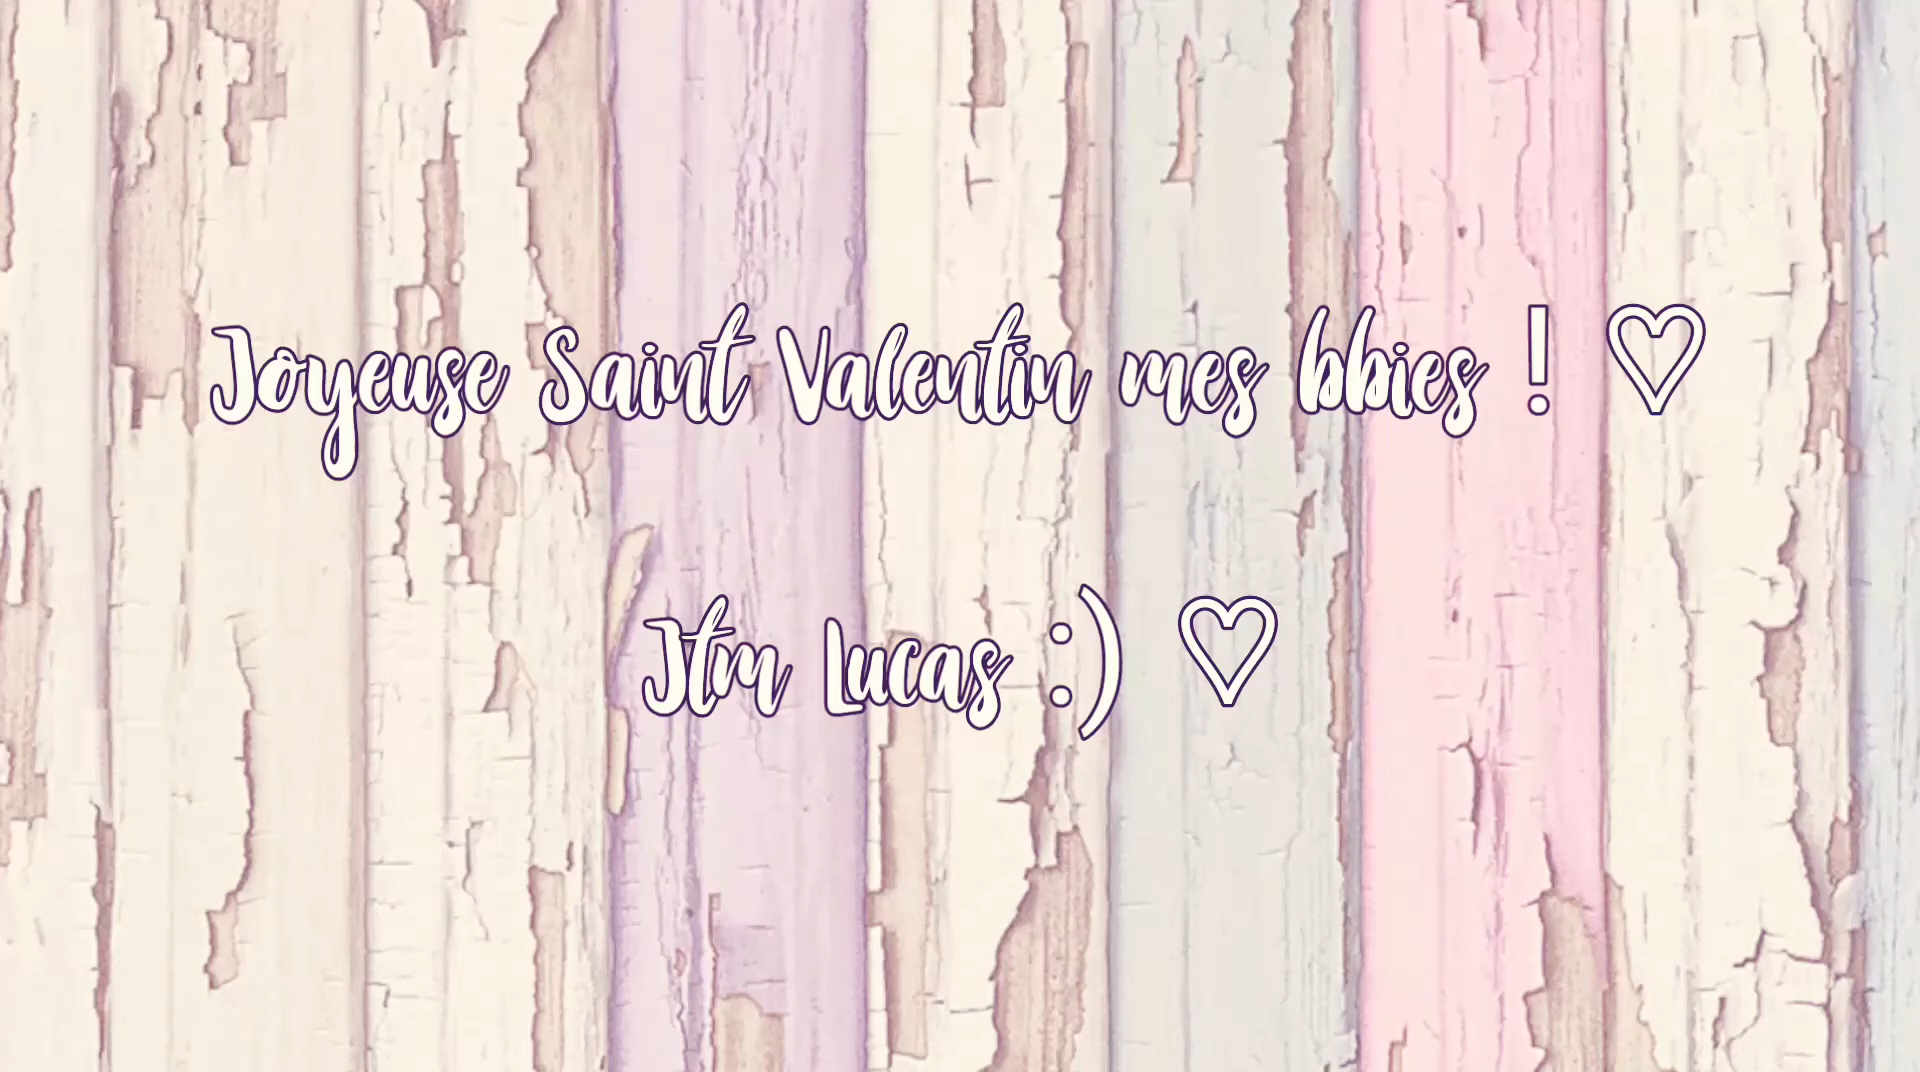 Joyeuse Saint Valentin mes bbies ! ♡
Jtm Lucas :) ♡